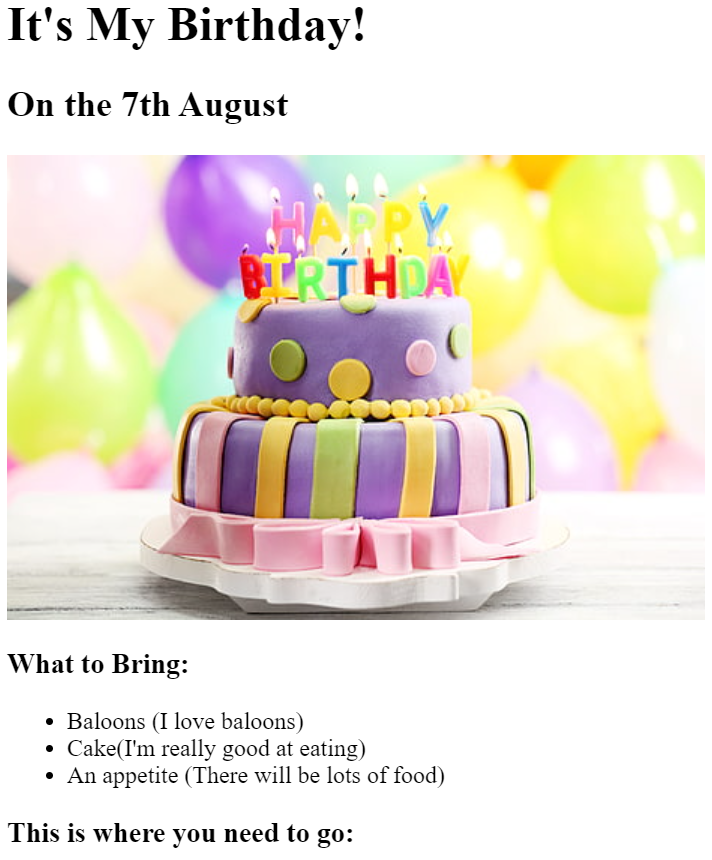 It's My Birthday!
On the 7th August
HAPPY
BIRTHDAY
What to Bring:
Baloons (I love baloons)
Cake(I'm really good at eating)
An appetite (There will be lots of food)
This is where you need to go: